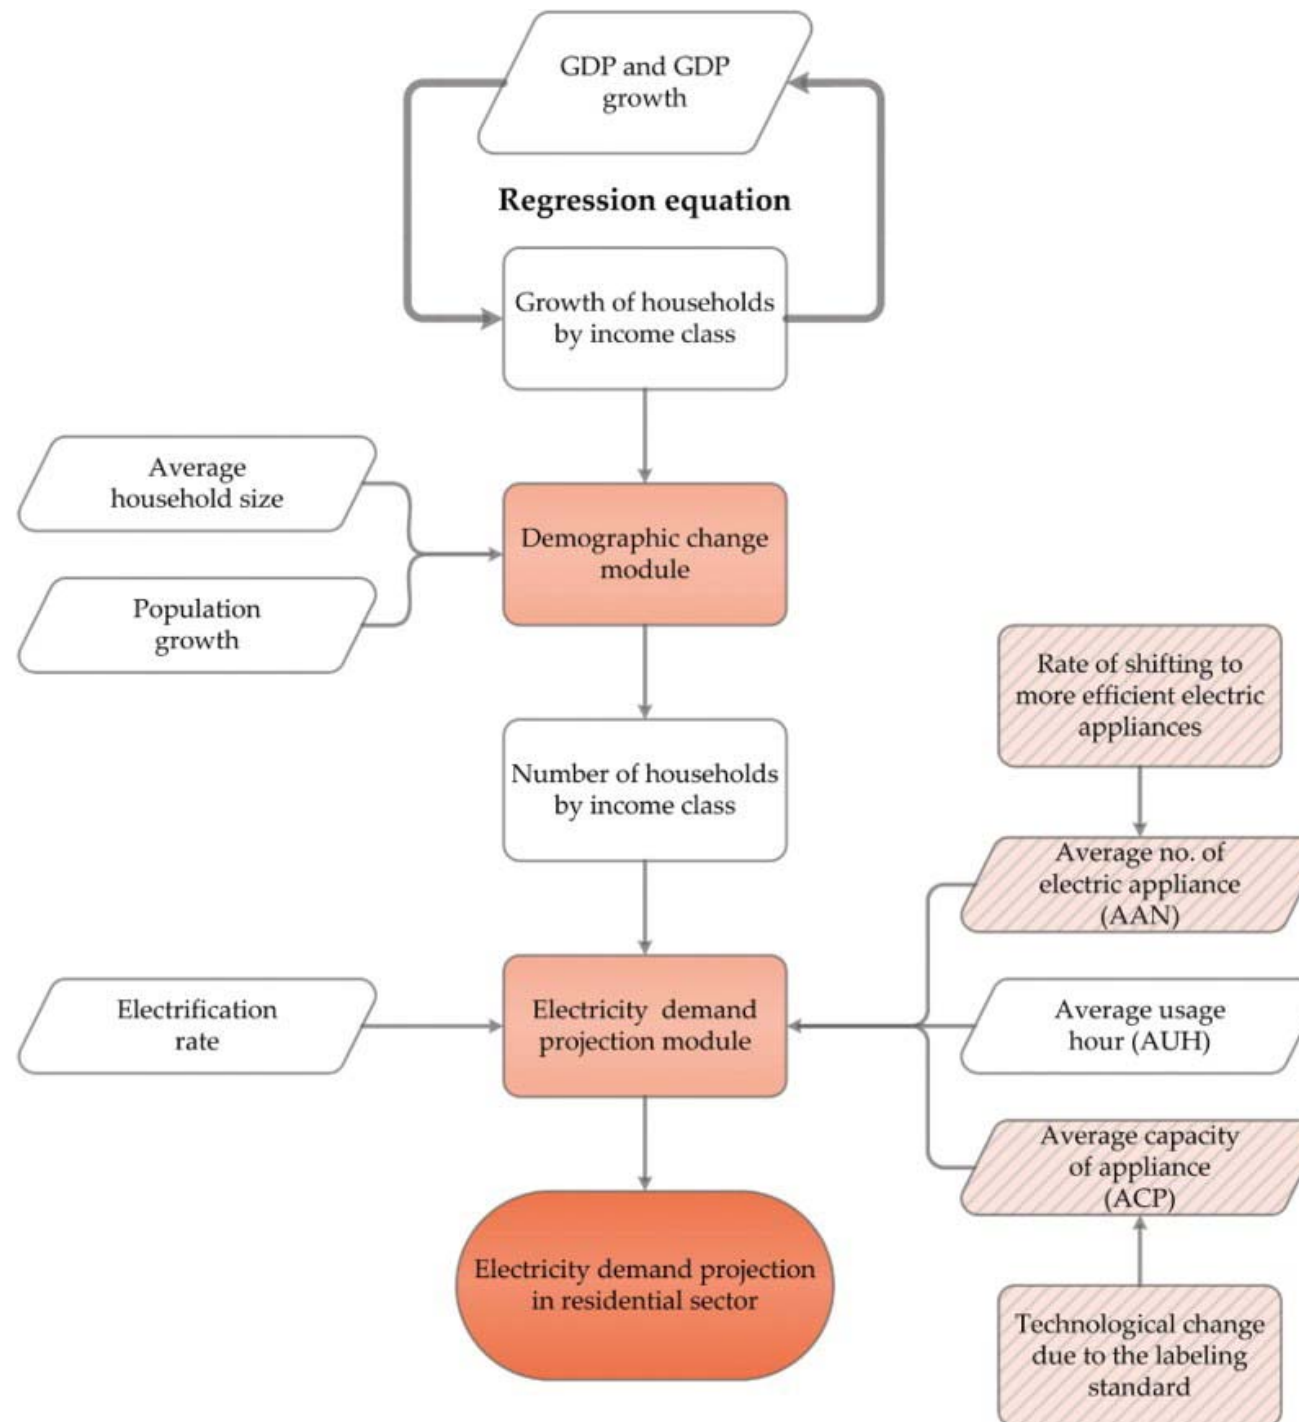 GDP and GDP
growth
Regression equation
Growth of households
by income class
Average
household size
Demographic change
module
Population
growth
Rate of shifting to
more efficient electric
appliances
Number of households
by income class
Average no. of
electric appliance
(AAN)
Electrification
rate
Electricity demand
projection module
Average usage
hour (AUH)
Average capacity
of appliance
(ACP)
Electricity demand projection
in residential sector
Technological change
due to the labeling
standard